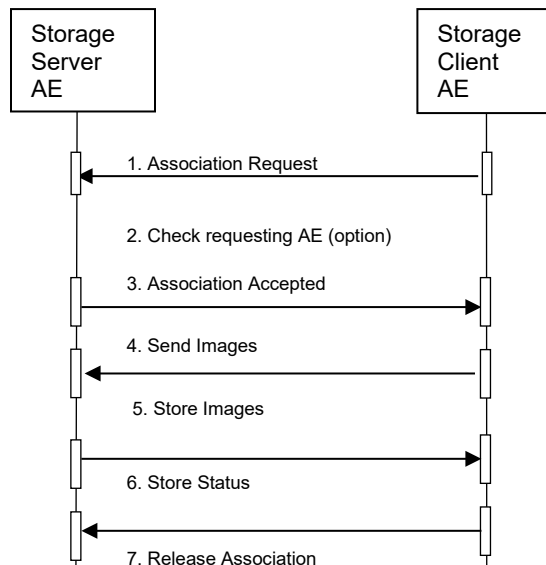 Storage
Server
AE
Storage
Client
AE
1. Association Request
2. Check requesting AE (option)
3. Association Accepted
4. Send Images
5. Store Images
6. Store Status
7. Release Association